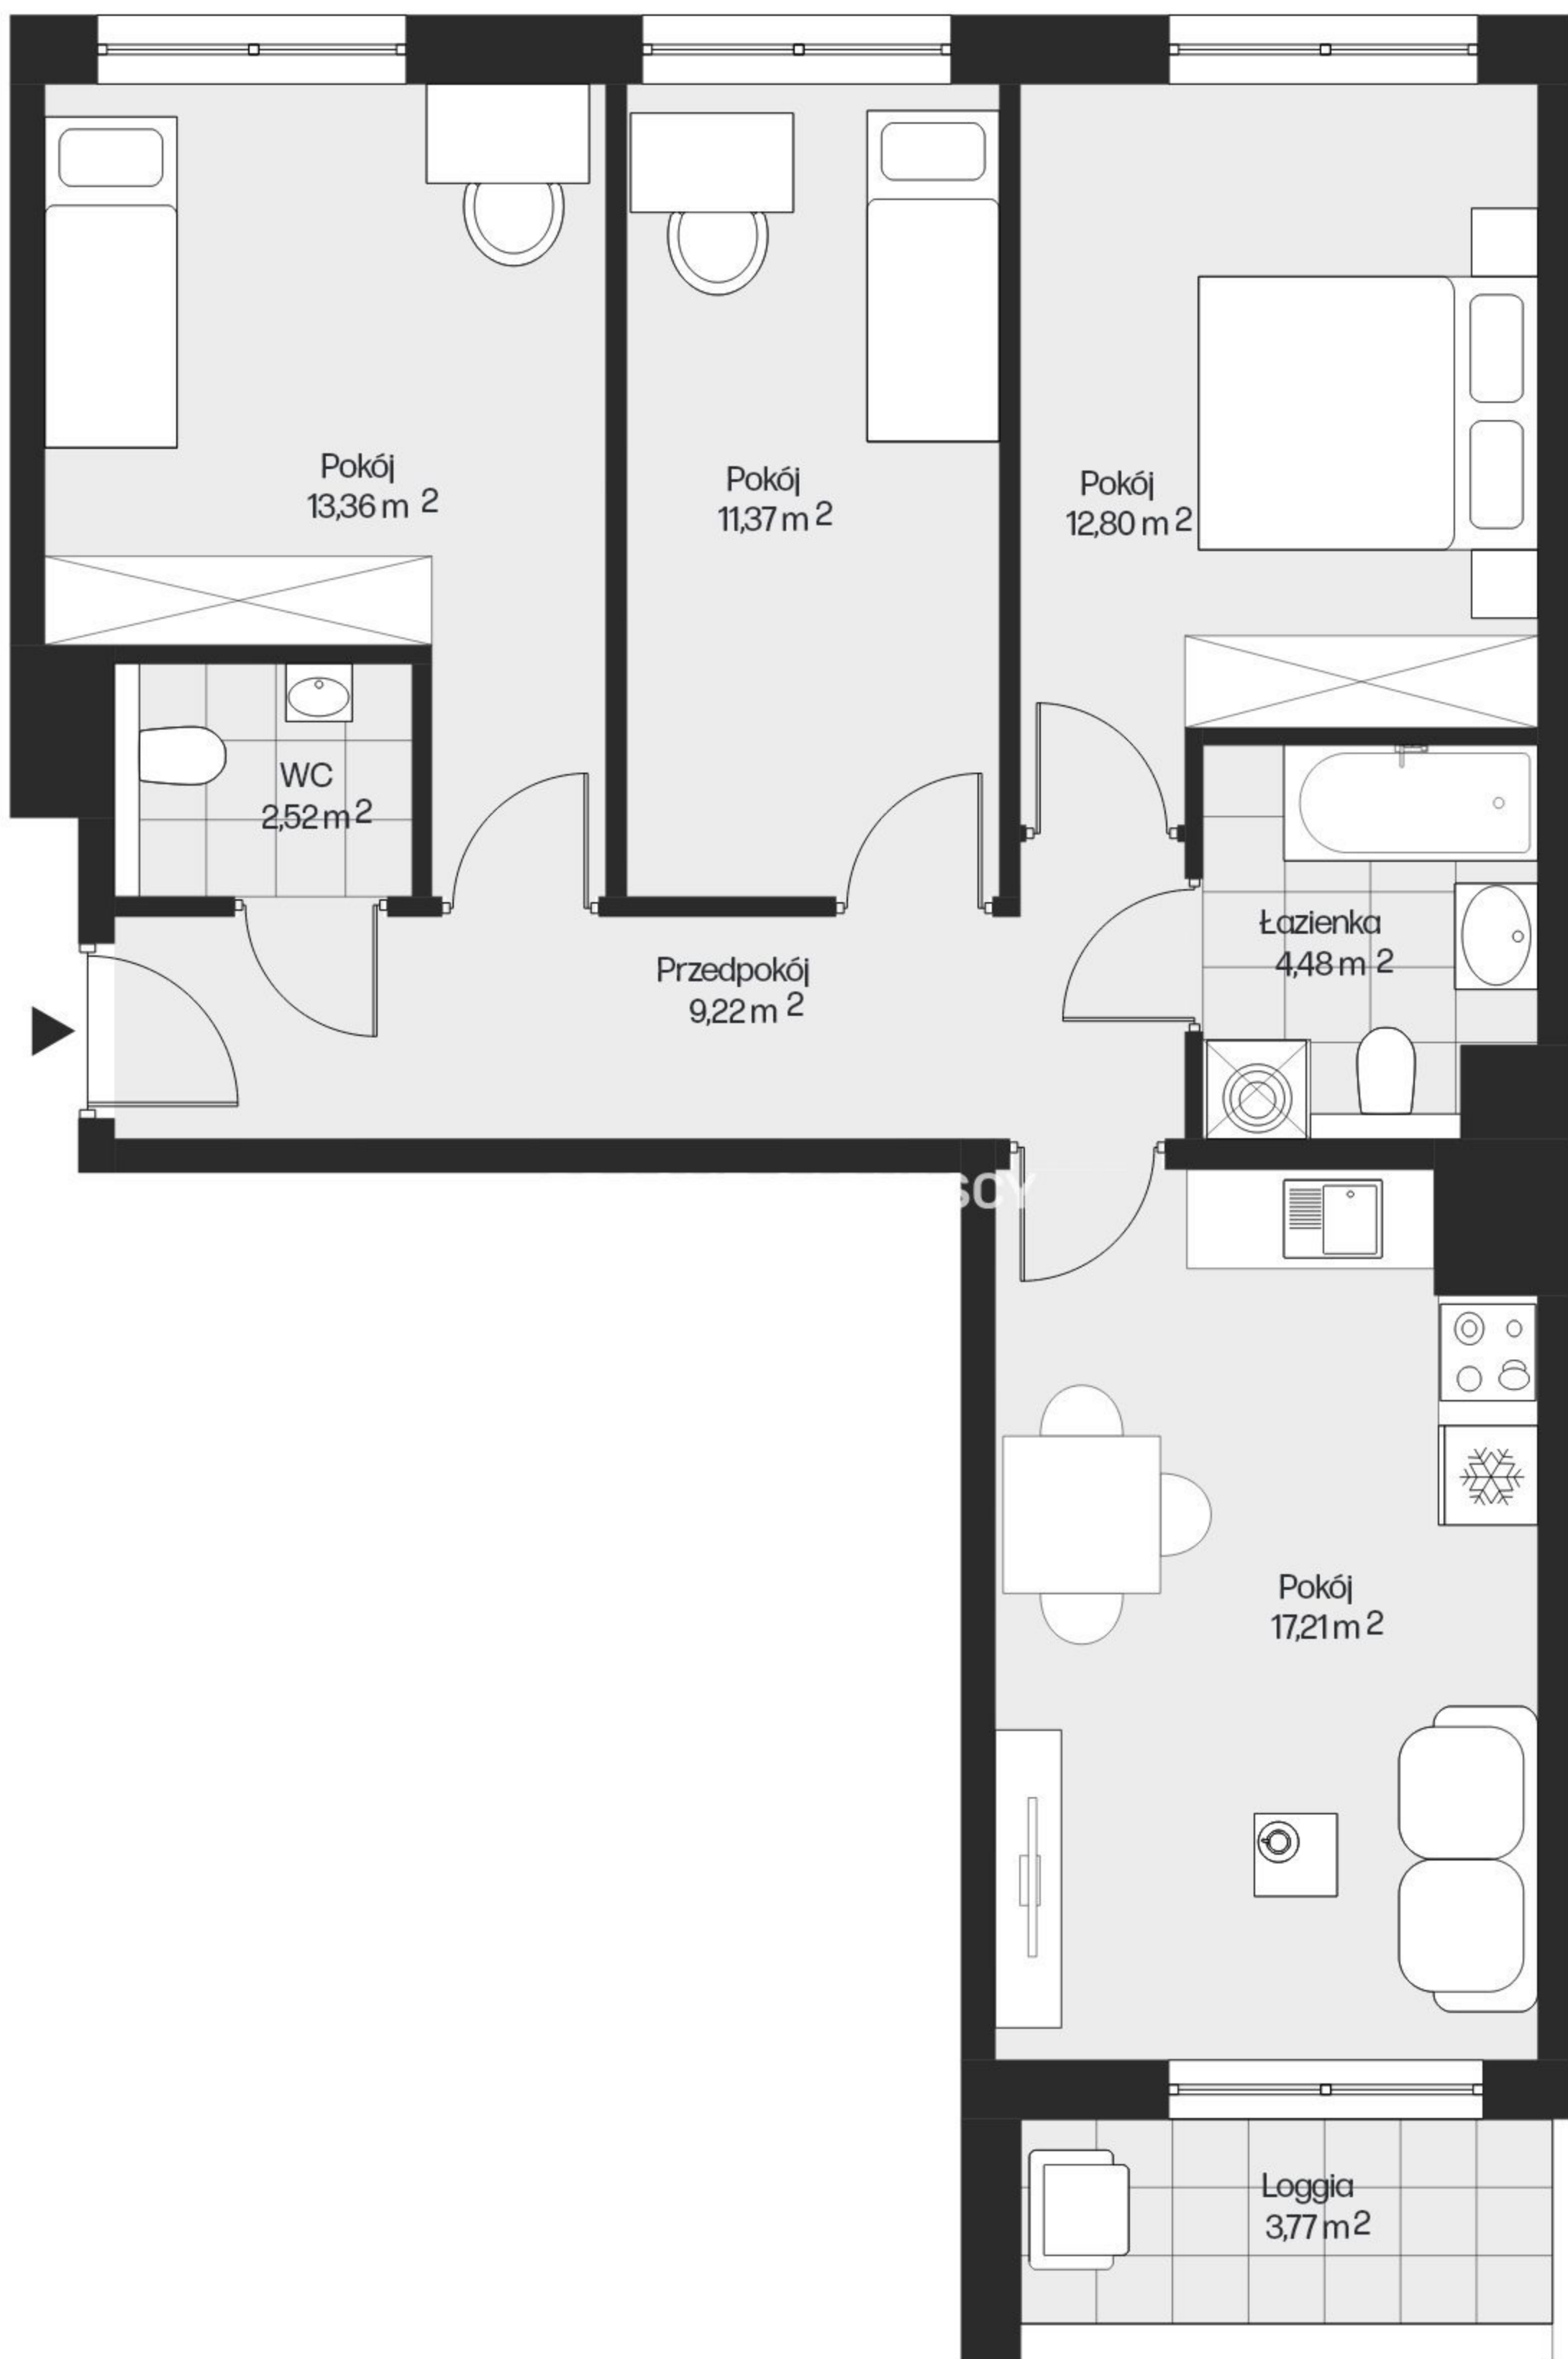 Pokój
13,36 m 2
Pokój
11,37 m 2
Pokój
12,80 m 2
WC
2,52 m 2
Łazienka
4,48 m 2
Przedpokój
9,22 m 2
Pokój
17,21 m 2
Loggia
3,77 m 2